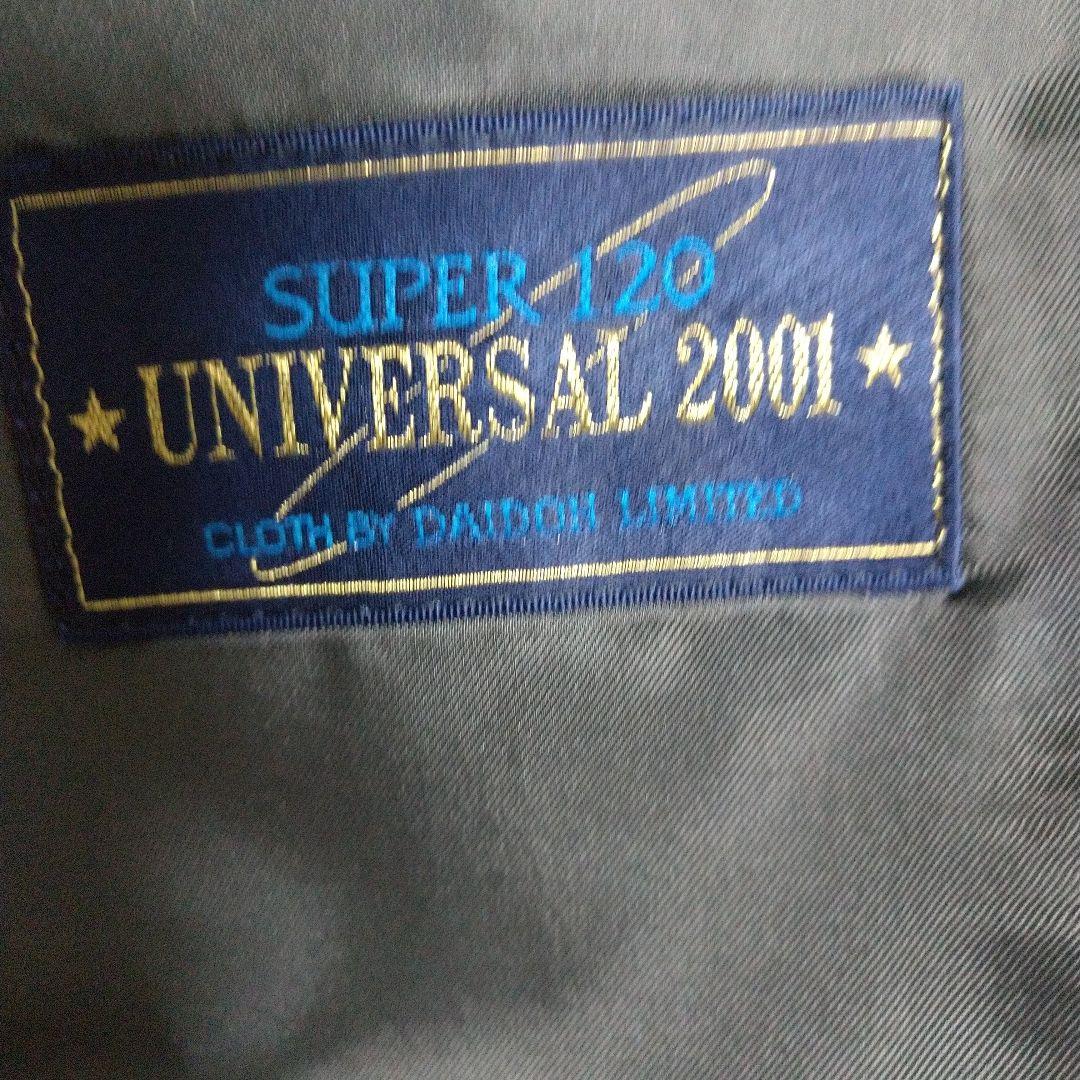 SUPER 120
★ UNIVERSAL 2001 ★
CLOTH BY DAIDOH LIMITED